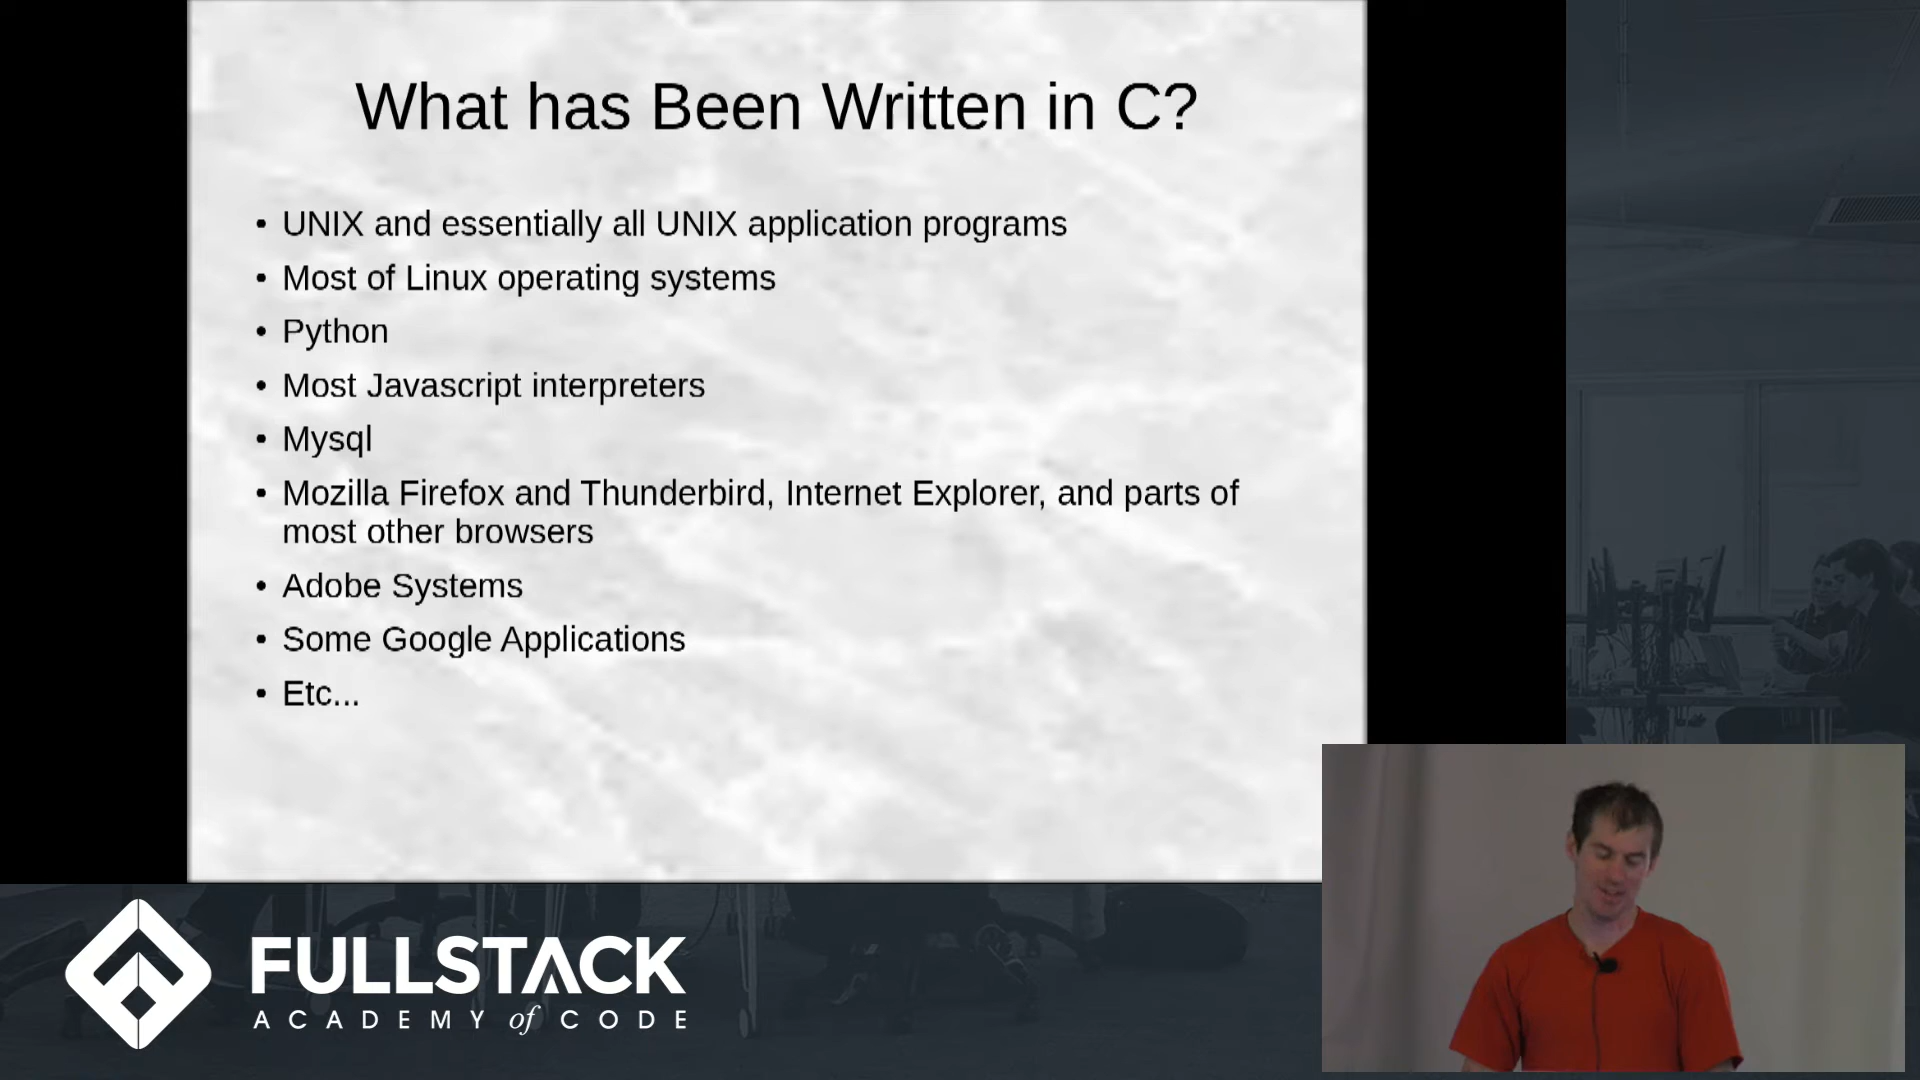 What has Been Written in C?
• UNIX and essentially all UNIX application programs
• Most of Linux operating systems
• Python
• Most Javascript interpreters
• Mysql
• Mozilla Firefox and Thunderbird, Internet Explorer, and parts of
most other browsers
• Adobe Systems
• Some Google Applications
• Etc...
FULLSTACK
ACADEMY of CODE